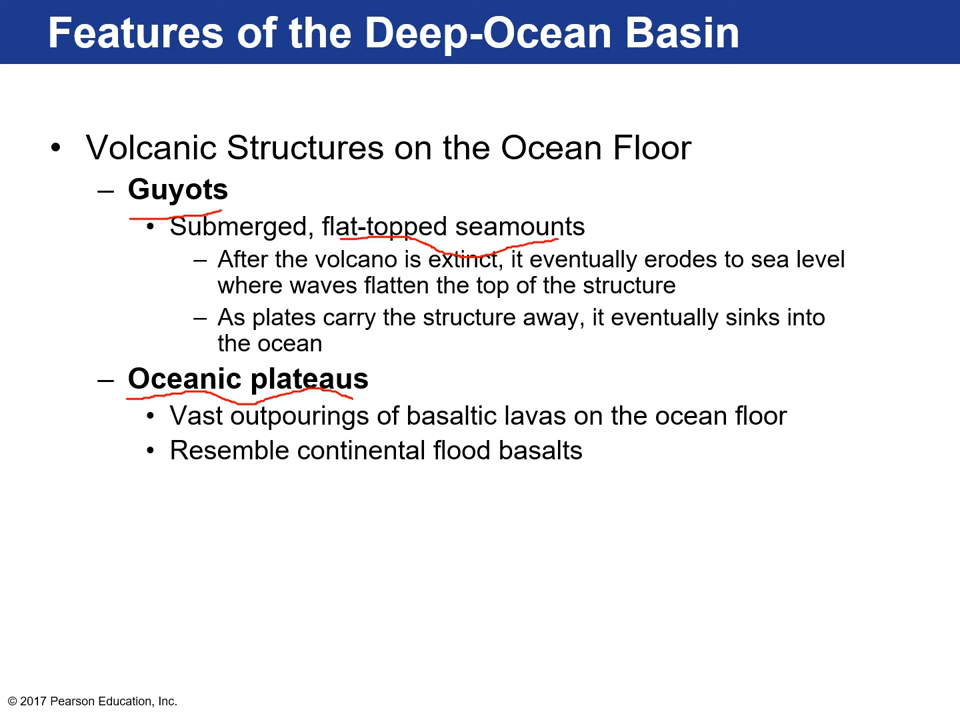 Features of the Deep-Ocean Basin
• Volcanic Structures on the Ocean Floor
– Guyots
• Submerged, flat-topped seamounts
– After the volcano is extinct, it eventually erodes to sea level
where waves flatten the top of the structure
– As plates carry the structure away, it eventually sinks into
the ocean
– Oceanic plateaus
• Vast outpourings of basaltic lavas on the ocean floor
• Resemble continental flood basalts
© 2017 Pearson Education, Inc.